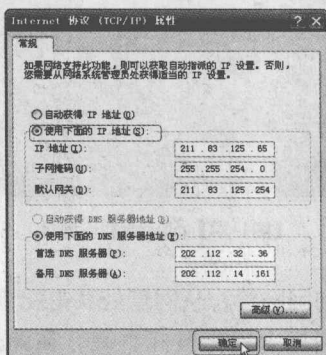 Internet 协议 (TCP/IP) 属性
常规
如果网络支持此功能，则可以获取自动指派的 IP 设置。否则，
您需要从网络系统管理员处获得适当的 IP 设置。
自动获得 IP 地址(O)
使用下面的 IP 地址(S):
IP 地址(I): 211 . 83 .125 . 65
子网掩码(U): 255 .255 .254 . 0
默认网关(D): 211 . 83 .125 .254
自动获得 DNS 服务器地址(B)
使用下面的 DNS 服务器地址(E):
首选 DNS 服务器(P): 202 .112 . 32 . 36
备用 DNS 服务器(A): 202 .112 . 14 .161
高级(V)...
确定 取消